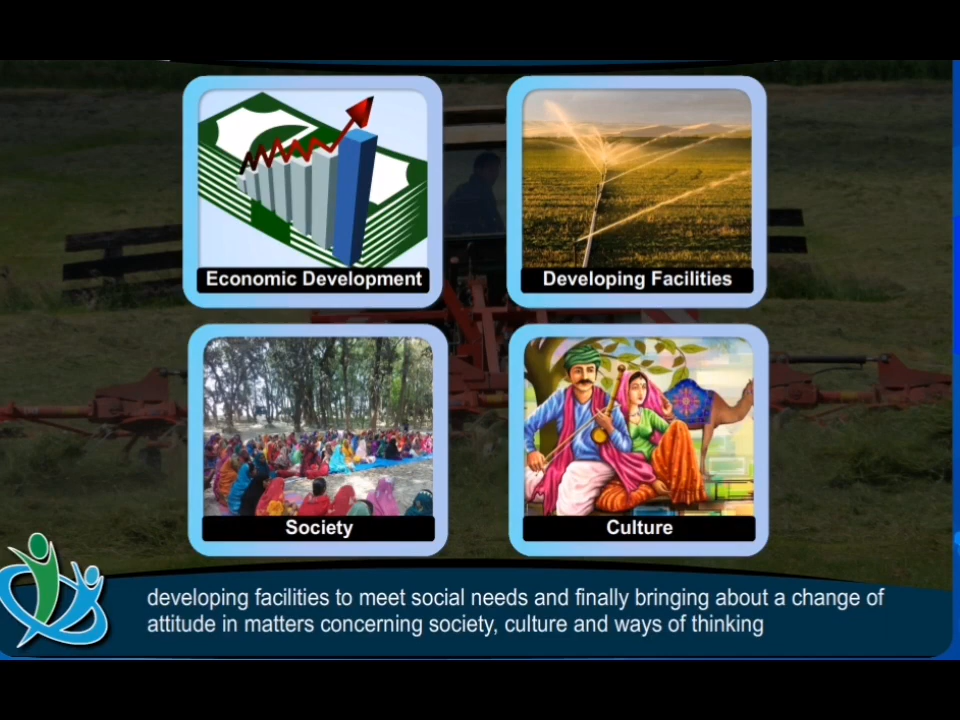 Economic Development
Developing Facilities
Society
Culture
developing facilities to meet social needs and finally bringing about a change of
attitude in matters concerning society, culture and ways of thinking